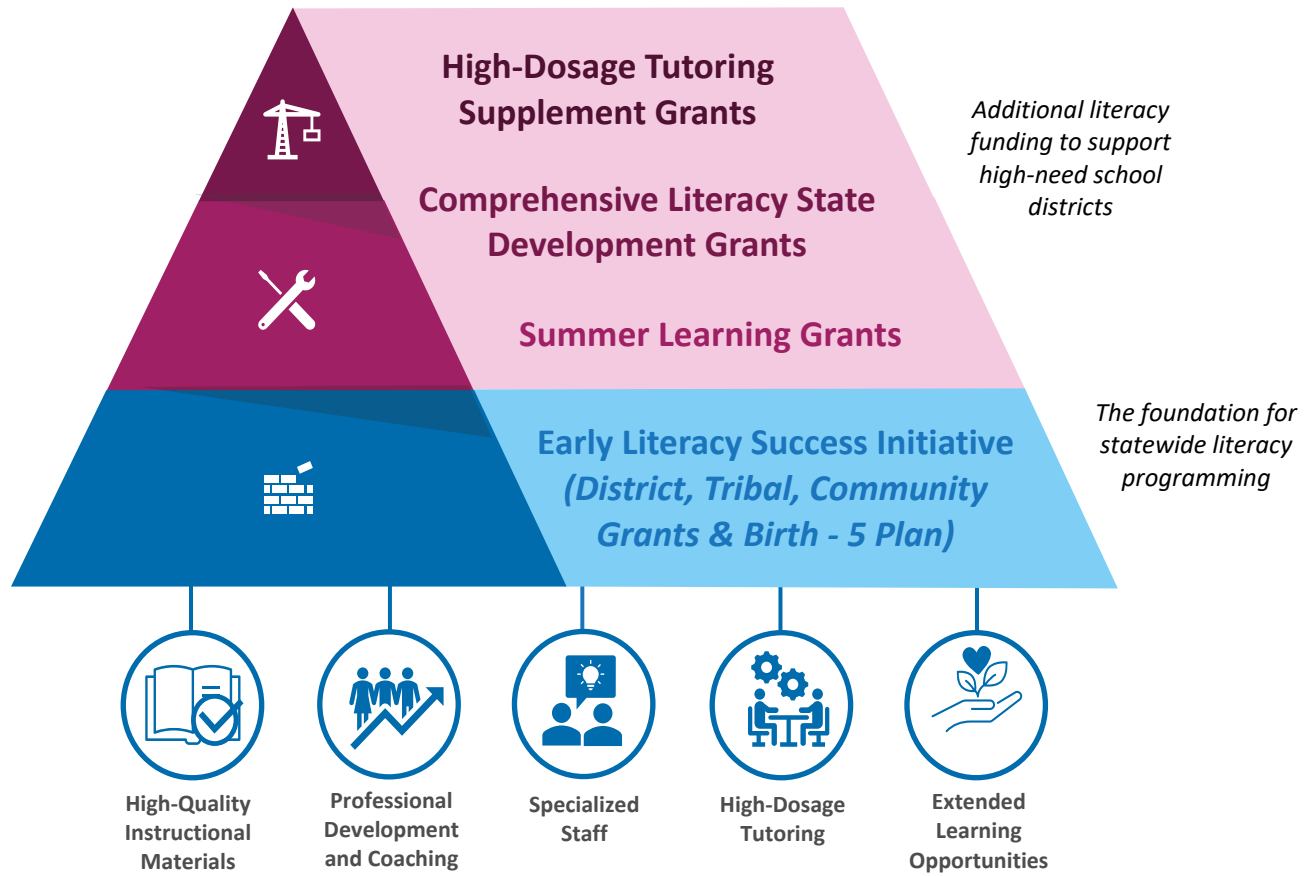 High-Dosage Tutoring
Supplement Grants
Additional literacy
funding to support
high-need school
districts
Comprehensive Literacy State
Development Grants
Summer Learning Grants
Early Literacy Success Initiative
(District, Tribal, Community
Grants & Birth - 5 Plan)
The foundation for
statewide literacy
programming
High-Quality
Instructional
Materials
Professional
Development
and Coaching
Specialized
Staff
High-Dosage
Tutoring
Extended
Learning
Opportunities